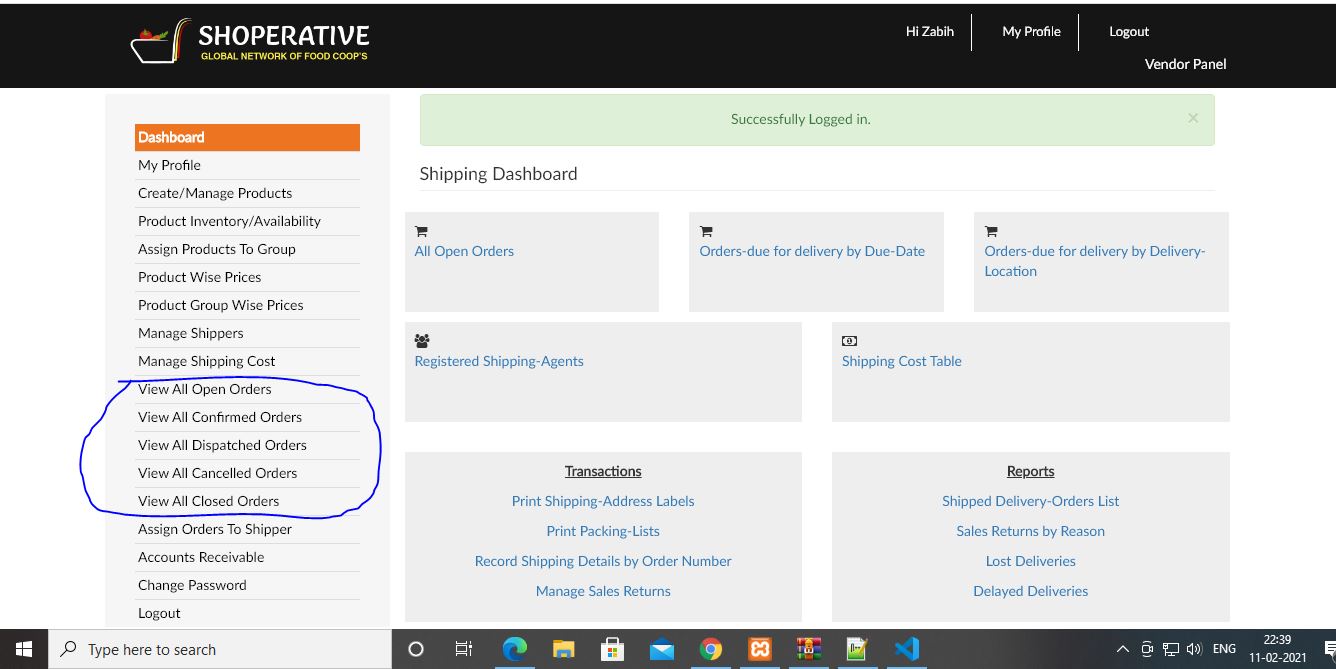 SHOPERATIVE
GLOBAL NETWORK OF FOOD COOP'S
Hi Zabih
My Profile
Logout
Vendor Panel
Dashboard
My Profile
Create/Manage Products
Product Inventory/Availability
Assign Products To Group
Product Wise Prices
Product Group Wise Prices
Manage Shippers
Manage Shipping Cost
View All Open Orders
View All Confirmed Orders
View All Dispatched Orders
View All Cancelled Orders
View All Closed Orders
Assign Orders To Shipper
Accounts Receivable
Change Password
Logout
Successfully Logged in.
×
Shipping Dashboard
All Open Orders
Orders-due for delivery by Due-Date
Orders-due for delivery by Delivery-
Location
Registered Shipping-Agents
Shipping Cost Table
Transactions
Print Shipping-Address Labels
Print Packing-Lists
Record Shipping Details by Order Number
Manage Sales Returns
Reports
Shipped Delivery-Orders List
Sales Returns by Reason
Lost Deliveries
Delayed Deliveries
Type here to search
ENG
22:39
11-02-2021